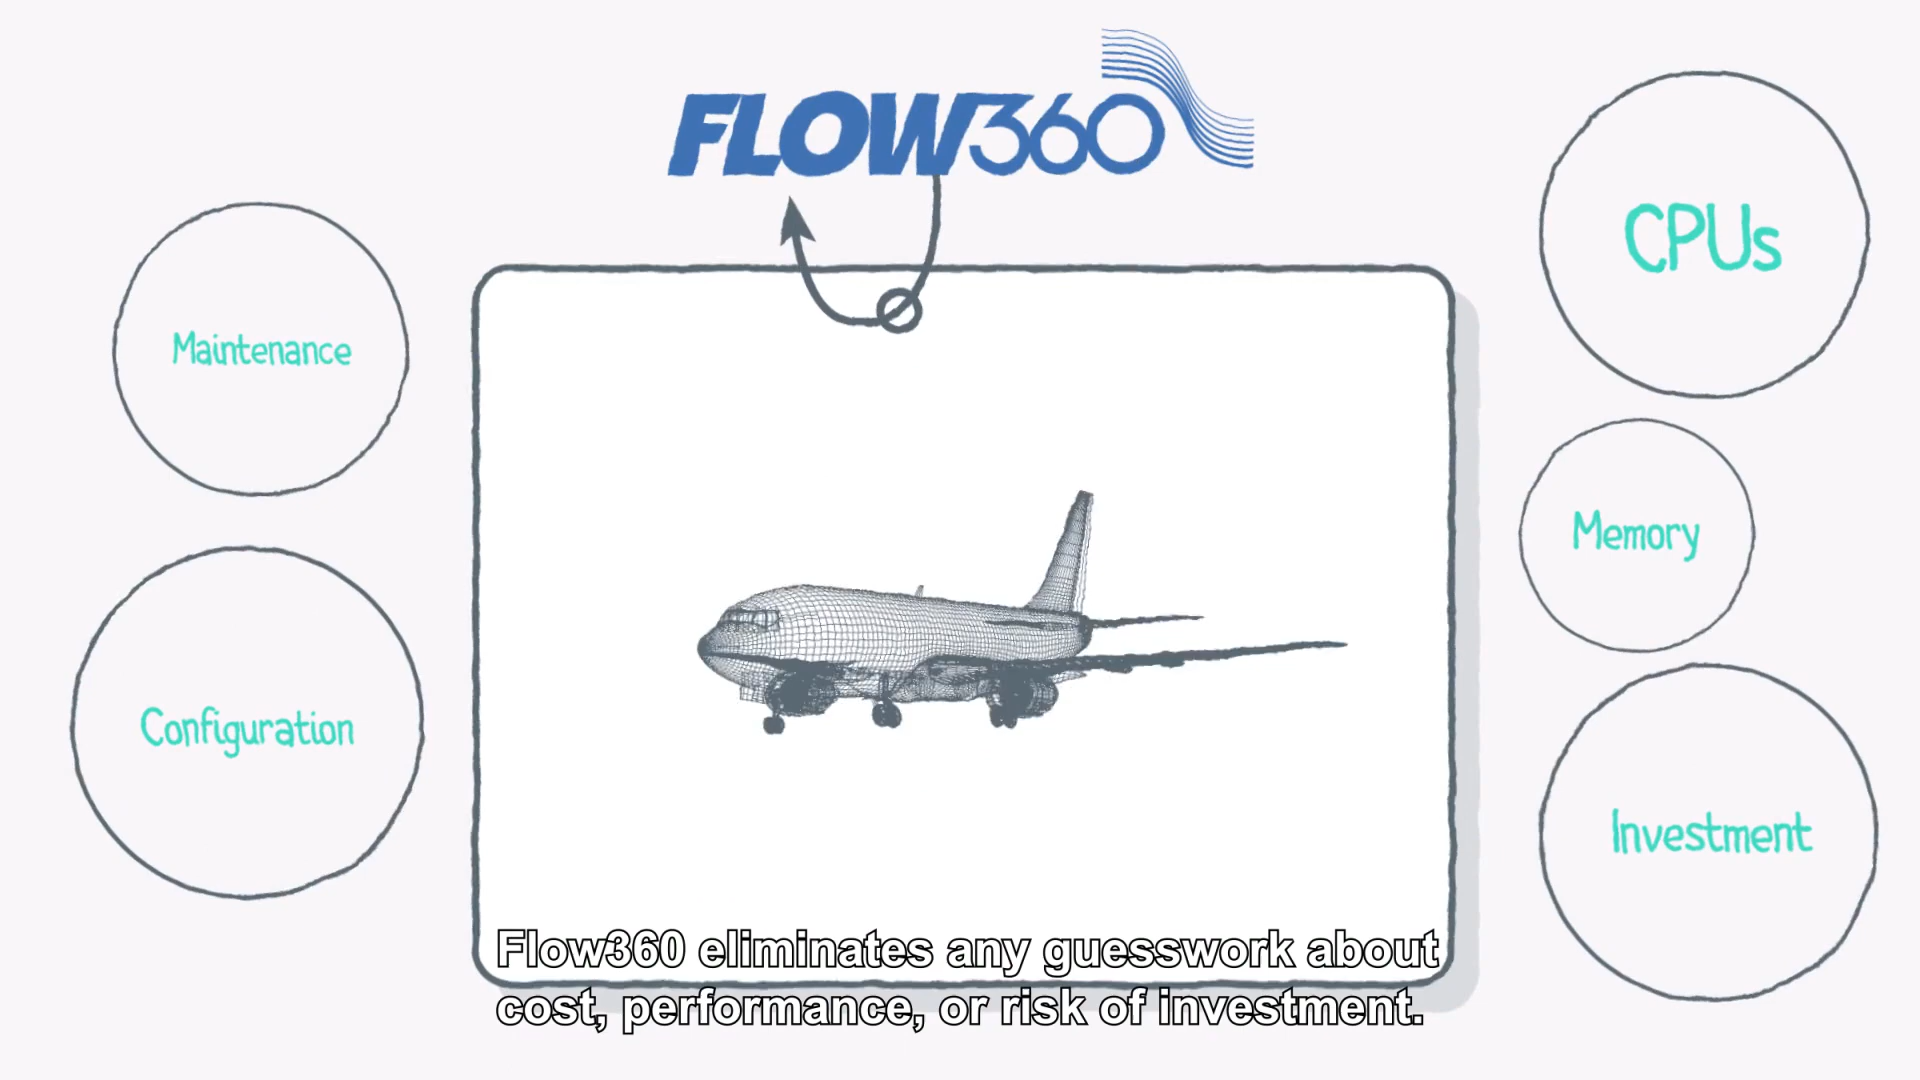 FLOW360
Maintenance
Configuration
CPUs
Memory
Investment
Flow360 eliminates any guesswork about
cost, performance, or risk of investment.